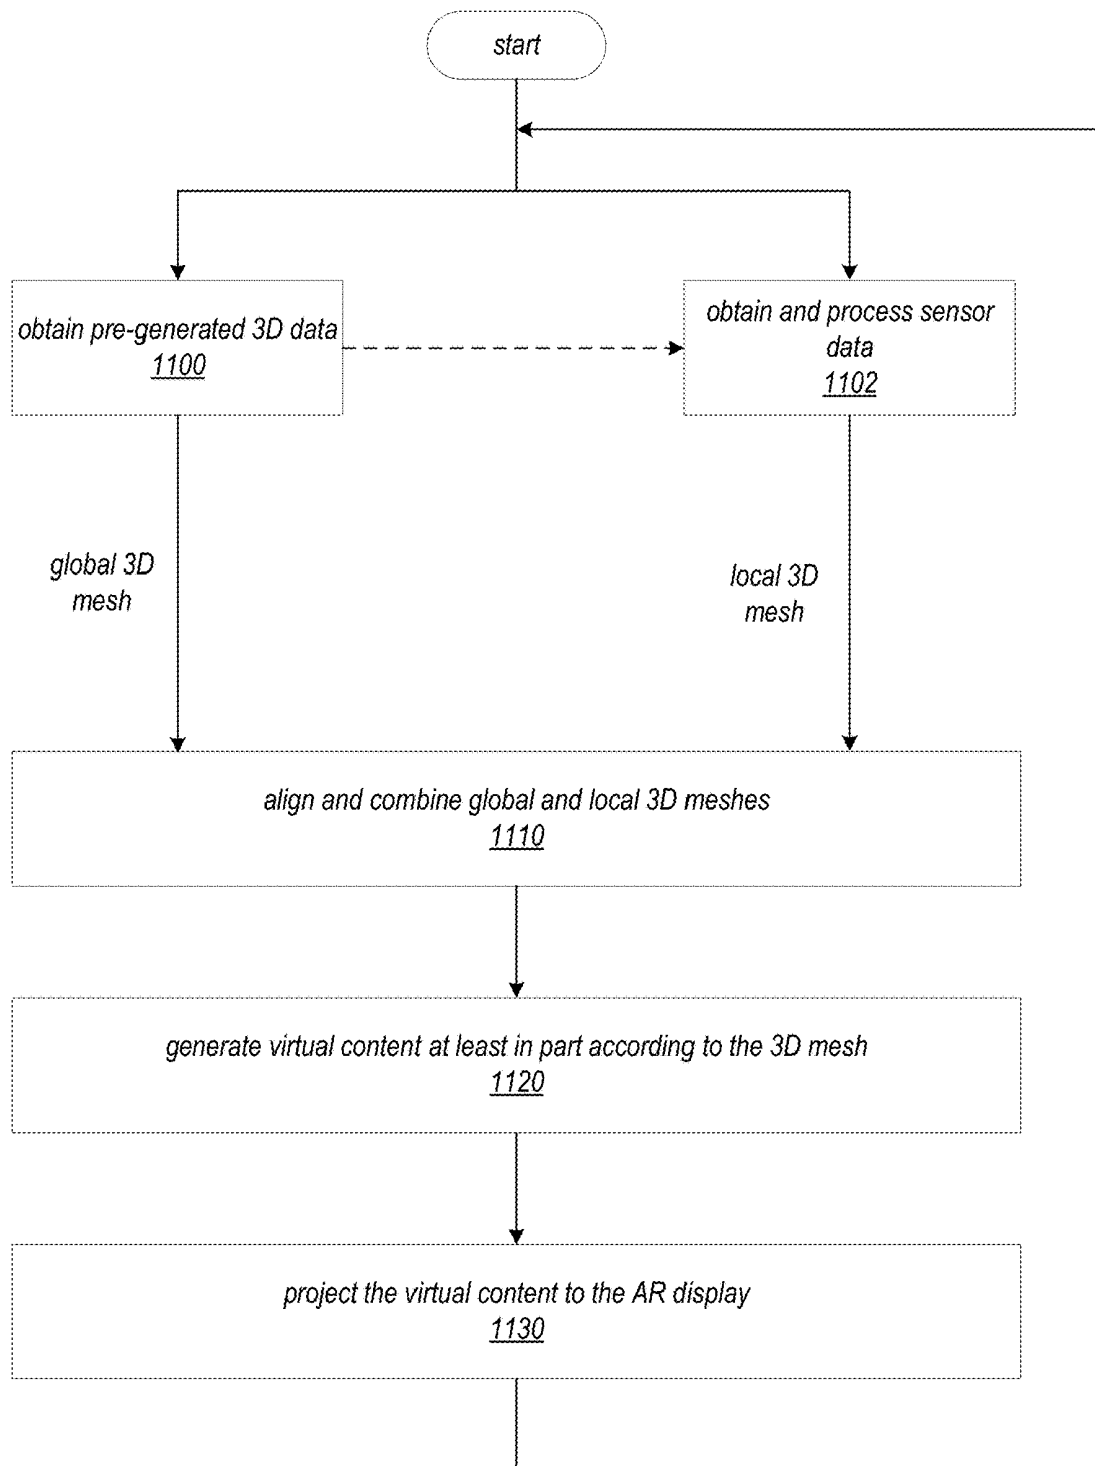 start
obtain pre-generated 3D data
1100
obtain and process sensor
data
1102
global 3D
mesh
local 3D
mesh
align and combine global and local 3D meshes
1110
generate virtual content at least in part according to the 3D mesh
1120
project the virtual content to the AR display
1130